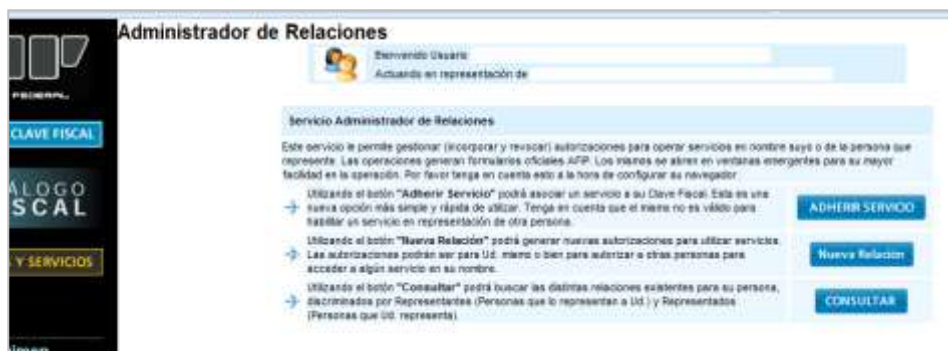 Administrador de Relaciones
Bienvenido Usuario
Actuando en representación de
FEDERAL
CLAVE FISCAL
ÁLOGO
SCAL
Y SERVICIOS
Servicio Administrador de Relaciones
Este servicio le permite gestionar (incorporar y revocar) autorizaciones para operar servicios en nombre suyo o de la persona que
represente. Las operaciones generan formularios oficiales AFIP. Los mismos se abren en ventanas emergentes para su mayor
facilidad en la operación. Por favor tenga en cuenta esto a la hora de configurar su navegador
Utilizando el botón "Adherir Servicio" podrá asociar un servicio a su Clave Fiscal. Esta es una
nueva opción más simple y rápida de utilizar. Tenga en cuenta que el mismo no es válido para
habilitar un servicio en representación de otra persona.
ADHERIR SERVICIO
Utilizando el botón "Nueva Relación" podrá generar nuevas autorizaciones para utilizar servicios.
Las autorizaciones podrán ser para Ud. mismo o bien para autorizar a otras personas para
acceder a algún servicio en su nombre.
Nueva Relación
Utilizando el botón "Consultar" podrá buscar las distintas relaciones existentes para su persona,
discriminados por Representantes (Personas que lo representan a Ud.) y Representados
(Personas que Ud. representa).
CONSULTAR